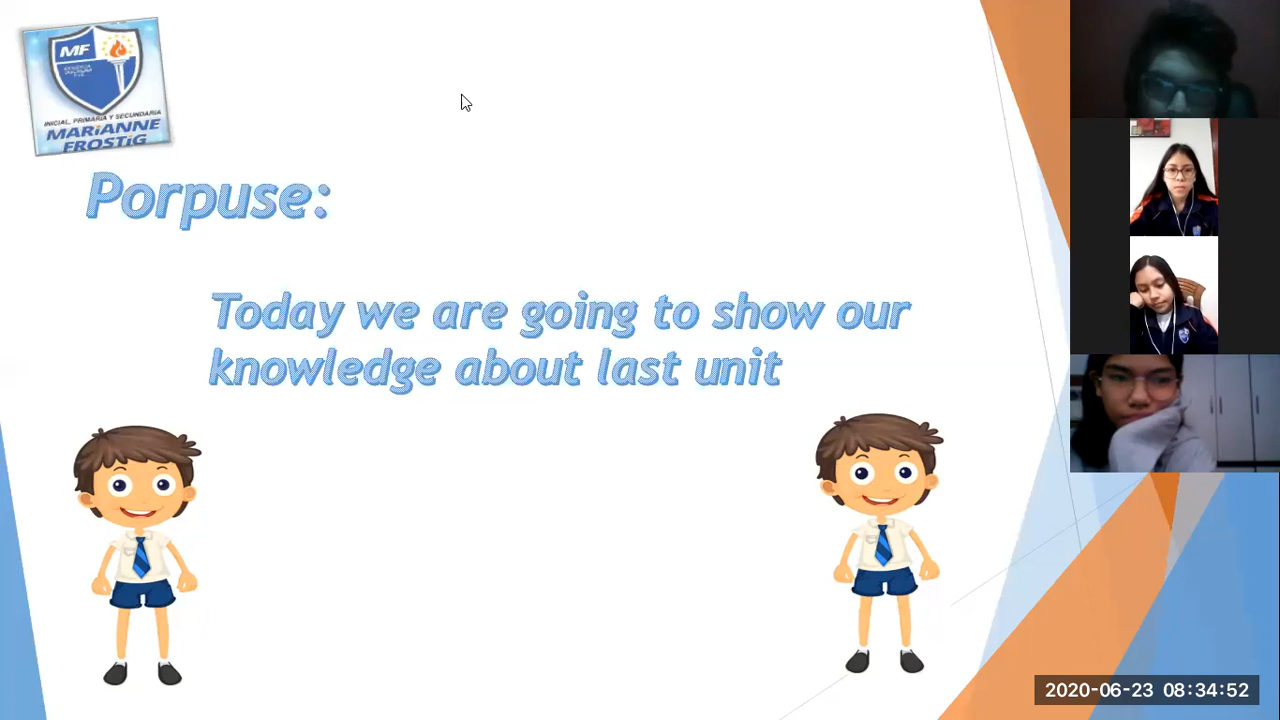 MF
INICIAL, PRIMARIA Y SECUNDARIA
MARiANNE
FROSTiG
Porpuse:
Today we are going to show our
knowledge about last unit
2020-06-23 08:34:52